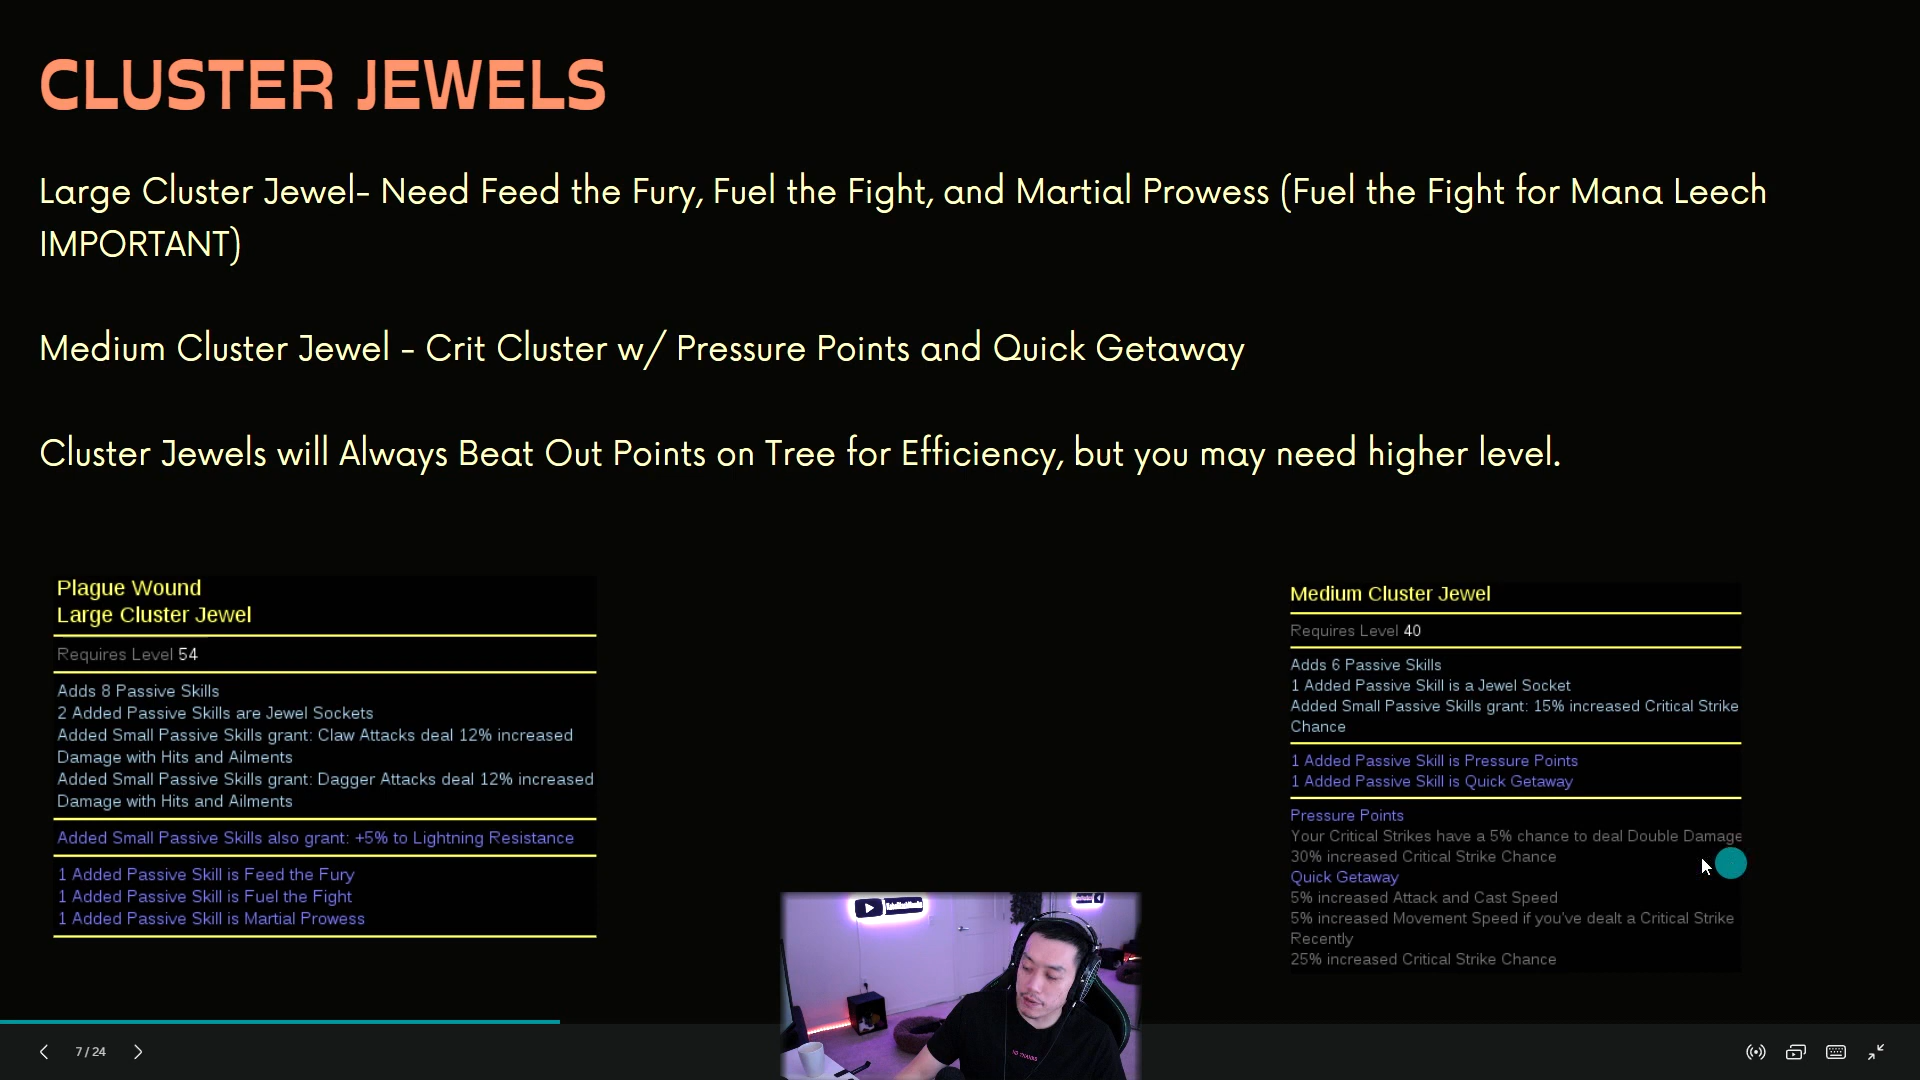 CLUSTER JEWELS
Large Cluster Jewel- Need Feed the Fury, Fuel the Fight, and Martial Prowess (Fuel the Fight for Mana Leech
IMPORTANT)
Medium Cluster Jewel - Crit Cluster w/ Pressure Points and Quick Getaway
Cluster Jewels will Always Beat Out Points on Tree for Efficiency, but you may need higher level.
Plague Wound
Large Cluster Jewel
Requires Level 54
Adds 8 Passive Skills
2 Added Passive Skills are Jewel Sockets
Added Small Passive Skills grant: Claw Attacks deal 12% increased
Damage with Hits and Ailments
Added Small Passive Skills grant: Dagger Attacks deal 12% increased
Damage with Hits and Ailments
Added Small Passive Skills also grant: +5% to Lightning Resistance
1 Added Passive Skill is Feed the Fury
1 Added Passive Skill is Fuel the Fight
1 Added Passive Skill is Martial Prowess
Medium Cluster Jewel
Requires Level 40
Adds 6 Passive Skills
1 Added Passive Skill is a Jewel Socket
Added Small Passive Skills grant: 15% increased Critical Strike
Chance
1 Added Passive Skill is Pressure Points
1 Added Passive Skill is Quick Getaway
Pressure Points
Your Critical Strikes have a 5% chance to deal Double Damage
30% increased Critical Strike Chance
Quick Getaway
5% increased Attack and Cast Speed
5% increased Movement Speed if you've dealt a Critical Strike
Recently
25% increased Critical Strike Chance
7 / 24